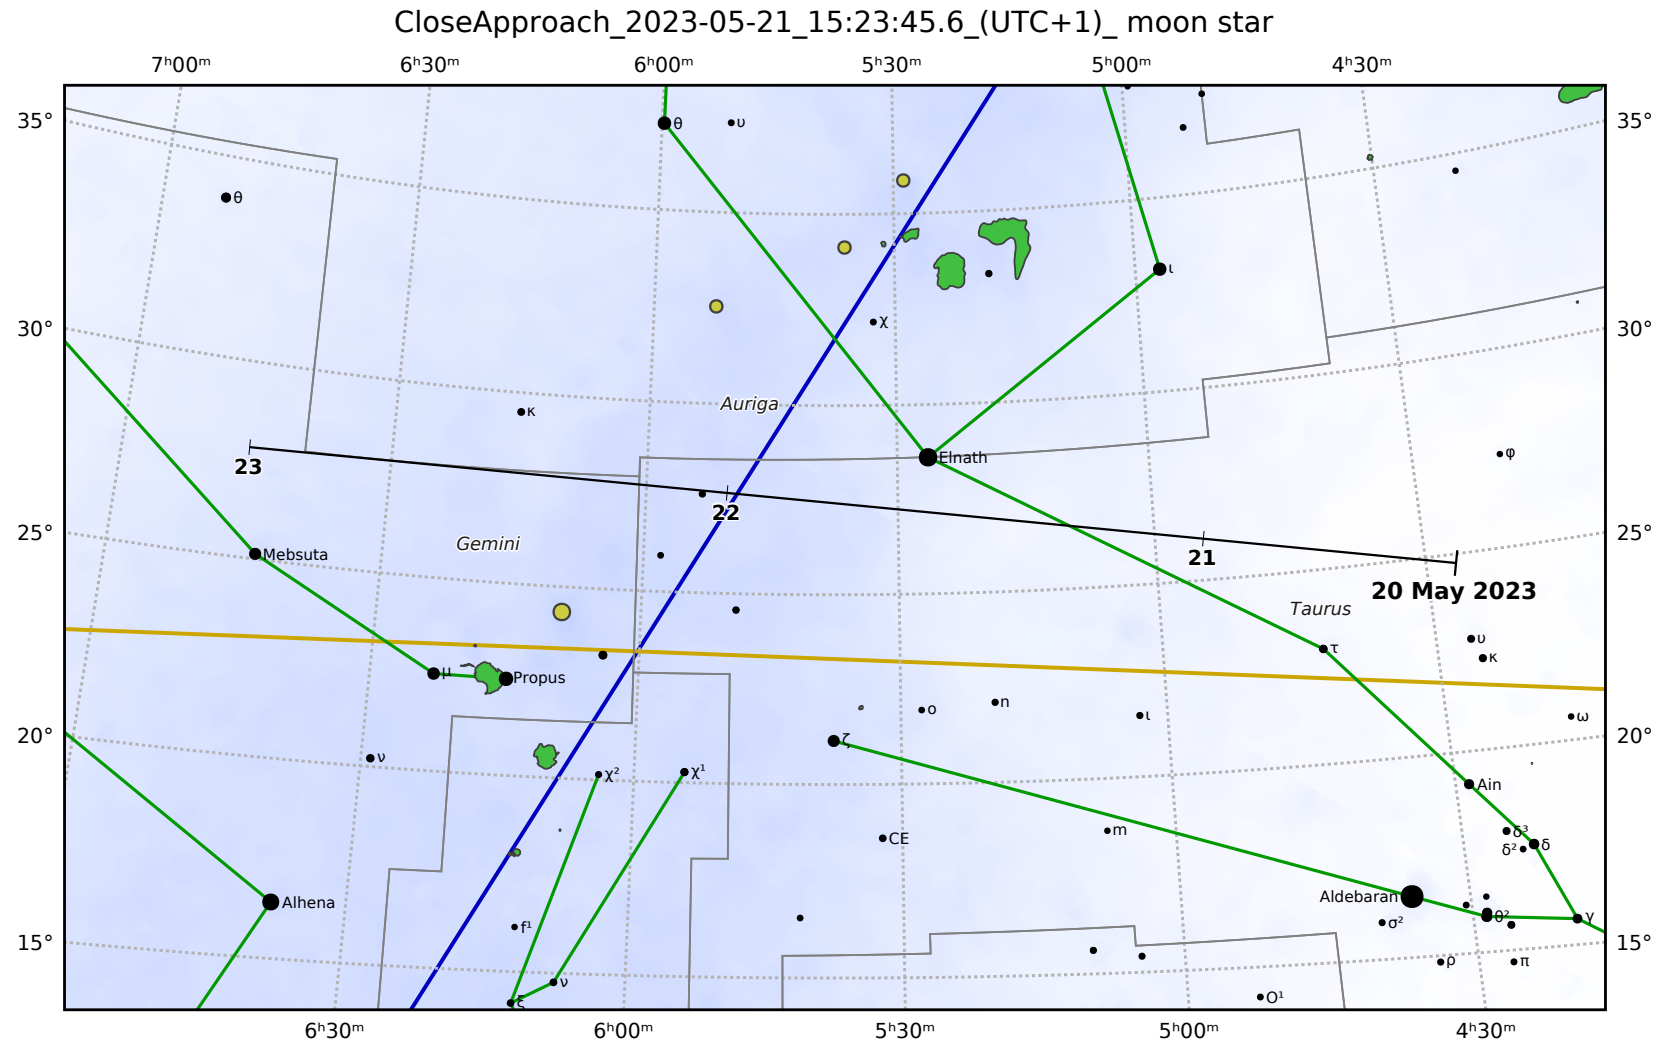 CloseApproach_2023-05-21_15:23:45.6_(UTC+1)_ moon star
7ʰ00ᵐ 6ʰ30ᵐ 6ʰ00ᵐ 5ʰ30ᵐ 5ʰ00ᵐ 4ʰ30ᵐ
35° θ υ 35°
θ
ι
30° χ 30°
Auriga
κ
Elnath φ
23
22
25° Gemini 25°
Mebsuta 21
20 May 2023
Taurus
υ
τ κ
μ Propus
o n ι ω
20° ζ 20°
ν χ² χ¹ Ain
CE m δ³
δ² δ
Alhena Aldebaran
θ² γ
f¹ σ²
15° 15°
ρ π
ν
ξ O¹
6ʰ30ᵐ 6ʰ00ᵐ 5ʰ30ᵐ 5ʰ00ᵐ 4ʰ30ᵐ